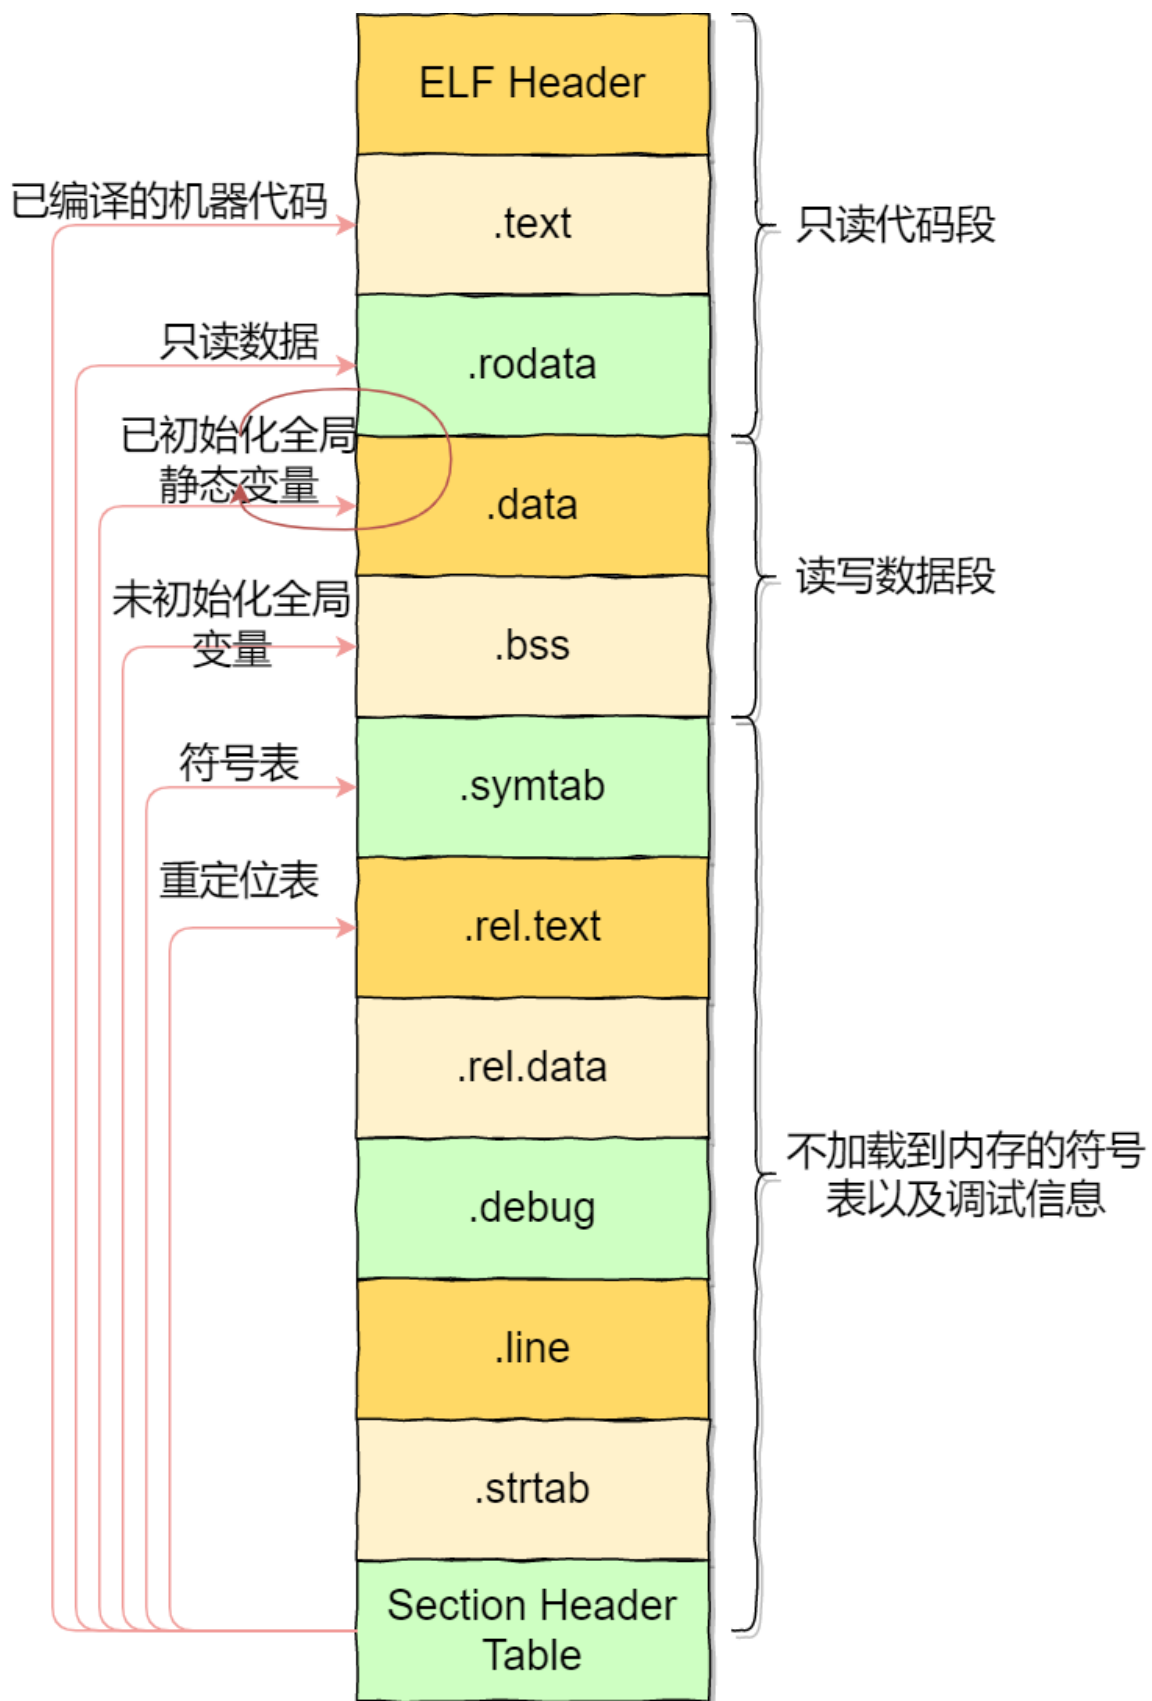 ELF Header
已编译的机器代码
.text
只读代码段
只读数据
.rodata
已初始化全局
静态变量
.data
读写数据段
未初始化全局
变量
.bss
符号表
.symtab
重定位表
.rel.text
.rel.data
不加载到内存的符号
表以及调试信息
.debug
.line
.strtab
Section Header
Table